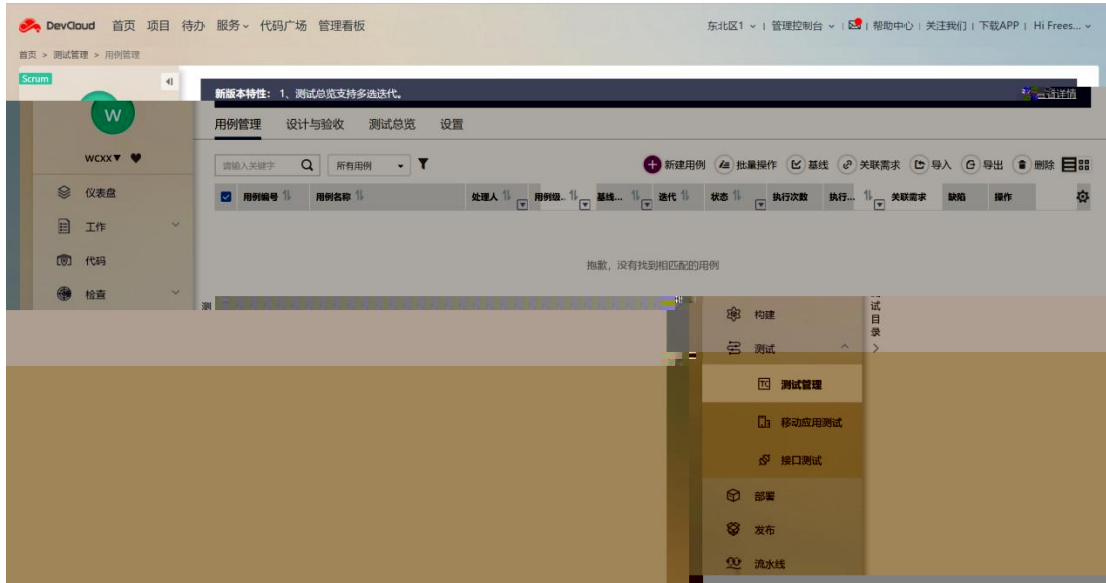 DevCloud 首页 项目 待办 服务 代码广场 管理看板 东北区1 | 管理控制台 | 帮助中心 | 关注我们 | 下载APP | Hi Frees...
首页 > 测试管理 > 用例管理
Scrum
新版本特性： 1、测试总览支持多选迭代。 详情
W
用例管理 设计与验收 测试总览 设置
WCXX
请输入关键字 所有用例 新建用例 批量操作 基线 关联需求 导入 导出 删除
仪表盘
用例编号 用例名称 处理人 用例级.. 基线... 迭代 状态 执行次数 执行... 关联需求 缺陷 操作
工作
代码
抱歉，没有找到相匹配的用例
检查
测
构建
试
目
录
测试
TC 测试管理
移动应用测试
接口测试
部署
发布
流水线